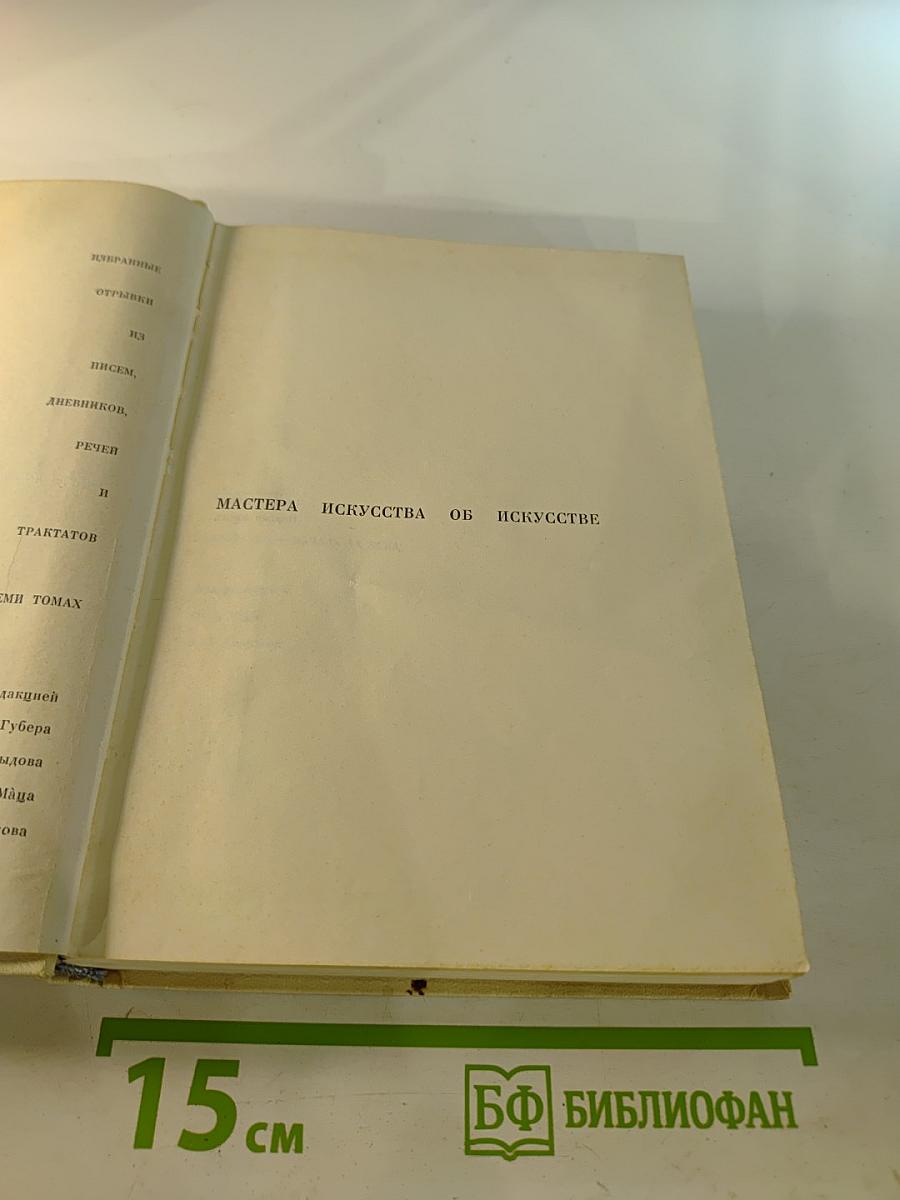 ИЗБРАННЫЕ
ОТРЫВКИ
ИЗ
ПИСЕМ,
ДНЕВНИКОВ,
РЕЧЕЙ
И
ТРАКТАТОВ
ЕМИ ТОМАХ
дакцией
Губера
ыдова
Мàца
ова
МАСТЕРА ИСКУССТВА ОБ ИСКУССТВЕ
15 см
БФ БИБЛИОФАН